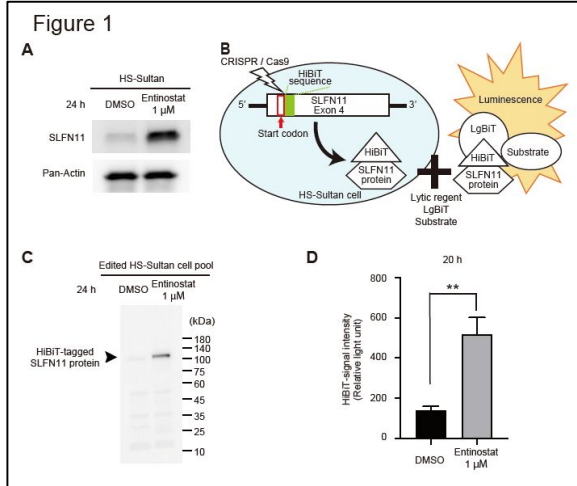 Figure 1
A
HS-Sultan
24 h DMSO Entinostat
1 µM
SLFN11
Pan-Actin
B
CRISPR / Cas9
HiBiT
sequence
5' SLFN11 3'
Exon 4
Start codon
HiBiT
SLFN11
protein
HS-Sultan cell
Lytic regent
LgBiT
Substrate
Luminescence
LgBiT
HiBiT
Substrate
SLFN11
protein
C
Edited HS-Sultan cell pool
24 h DMSO Entinostat
1 µM
(kDa)
HiBiT-tagged
SLFN11 protein
180
140
100
75
60
45
35
25
10
D
20 h
**
HiBiT-signal intensity
(Relative light unit)
800
600
400
200
0
DMSO
Entinostat
1 µM